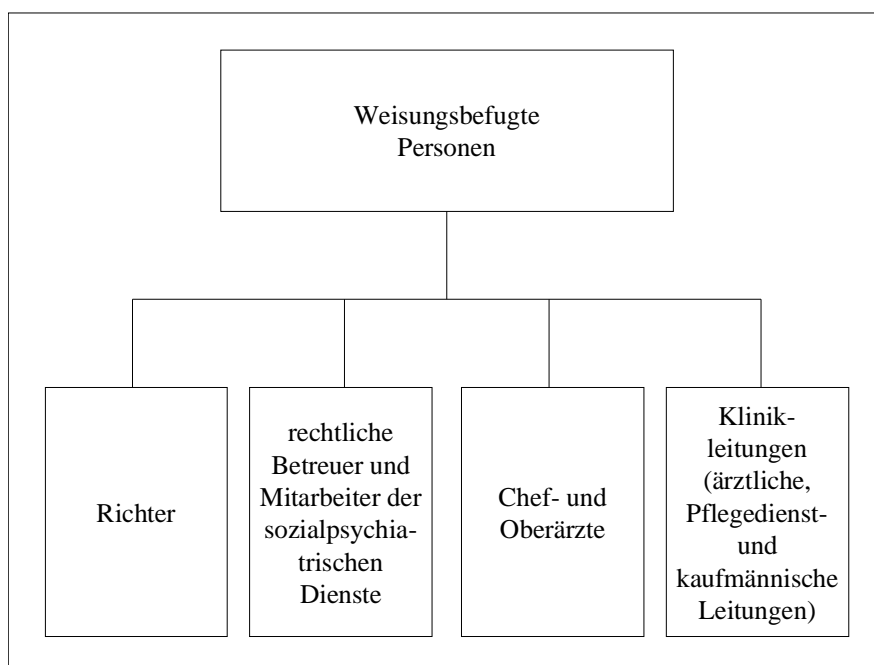 Weisungsbefugte
Personen
Richter
rechtliche
Betreuer und
Mitarbeiter der
sozialpsychia-
trischen
Dienste
Chef- und
Oberärzte
Klinik-
leitungen
(ärztliche,
Pflegedienst-
und
kaufmännische
Leitungen)